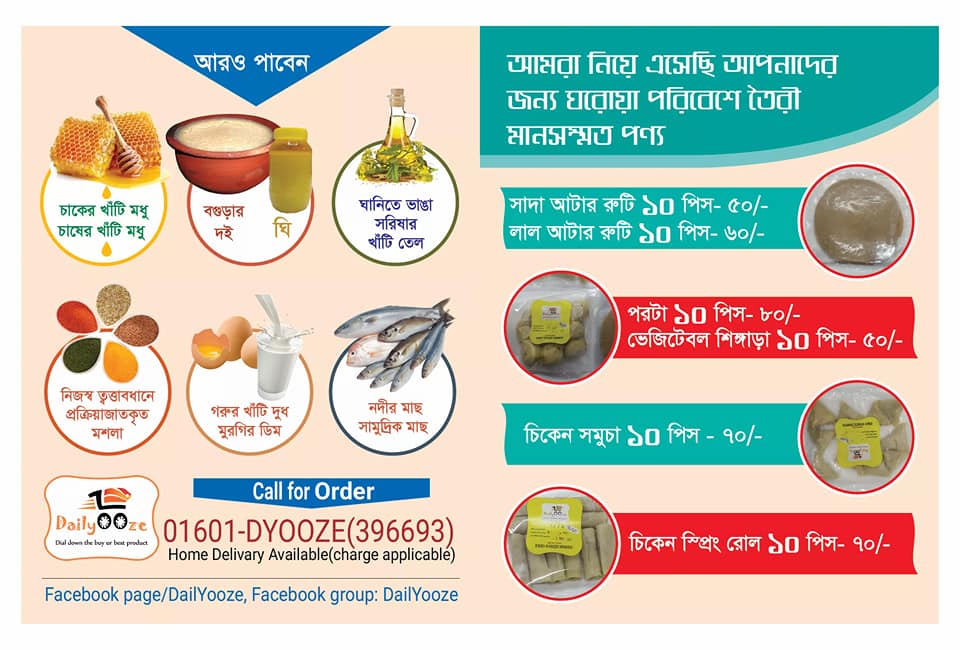 আরও পাবেন
চাকের খাঁটি মধু
চাষের খাঁটি মধু
বগুড়ার
দই
ঘি
ঘানিতে ভাঙা
সরিষার
খাঁটি তেল
নিজস্ব তত্ত্বাবধানে
প্রক্রিয়াজাতকৃত
মশলা
গরুর খাঁটি দুধ
মুরগির ডিম
নদীর মাছ
সামুদ্রিক মাছ
DailyOOze
Dial down the buy or best product
Call for Order
01601-DYOOZE(396693)
Home Delivary Available(charge applicable)
Facebook page/DailYooze, Facebook group: DailYooze
আমরা নিয়ে এসেছি আপনাদের
জন্য ঘরোয়া পরিবেশে তৈরী
মানসম্মত পণ্য
সাদা আটার রুটি ১০ পিস- ৫০/-
লাল আটার রুটি ১০ পিস- ৬০/-
পরটা ১০ পিস- ৮০/-
ভেজিটেবল শিঙ্গাড়া ১০ পিস- ৫০/-
চিকেন সমুচা ১০ পিস - ৭০/-
চিকেন স্প্রিং রোল ১০ পিস- ৭০/-